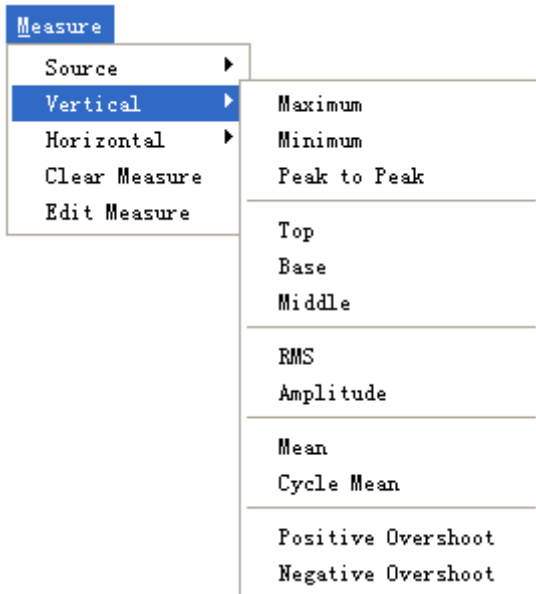 Measure
Source
Vertical
Horizontal
Clear Measure
Edit Measure
Maximum
Minimum
Peak to Peak
Top
Base
Middle
RMS
Amplitude
Mean
Cycle Mean
Positive Overshoot
Negative Overshoot